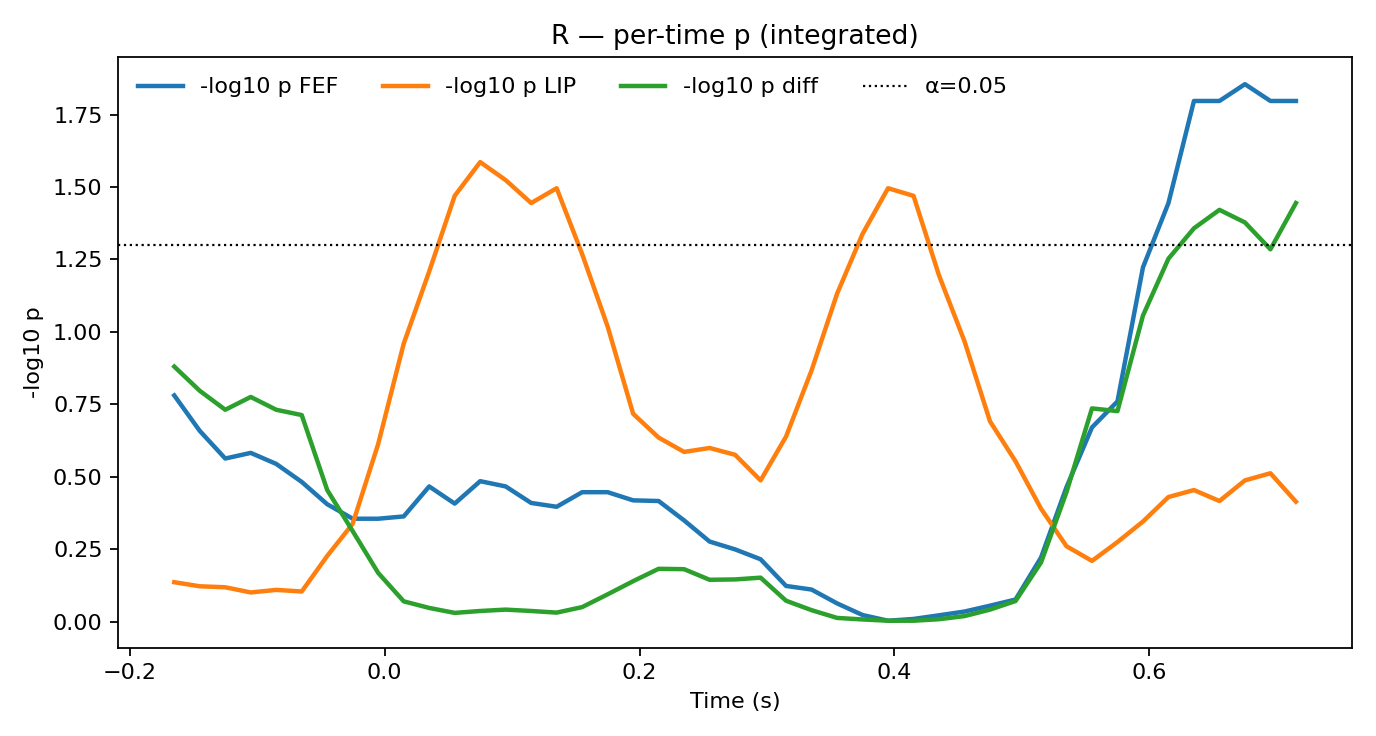 R — per-time p (integrated)
-log10 p FEF
-log10 p LIP
-log10 p diff
α=0.05
1.75
1.50
1.25
1.00
0.75
0.50
0.25
0.00
-log10 p
−0.2
0.0
0.2
0.4
0.6
Time (s)